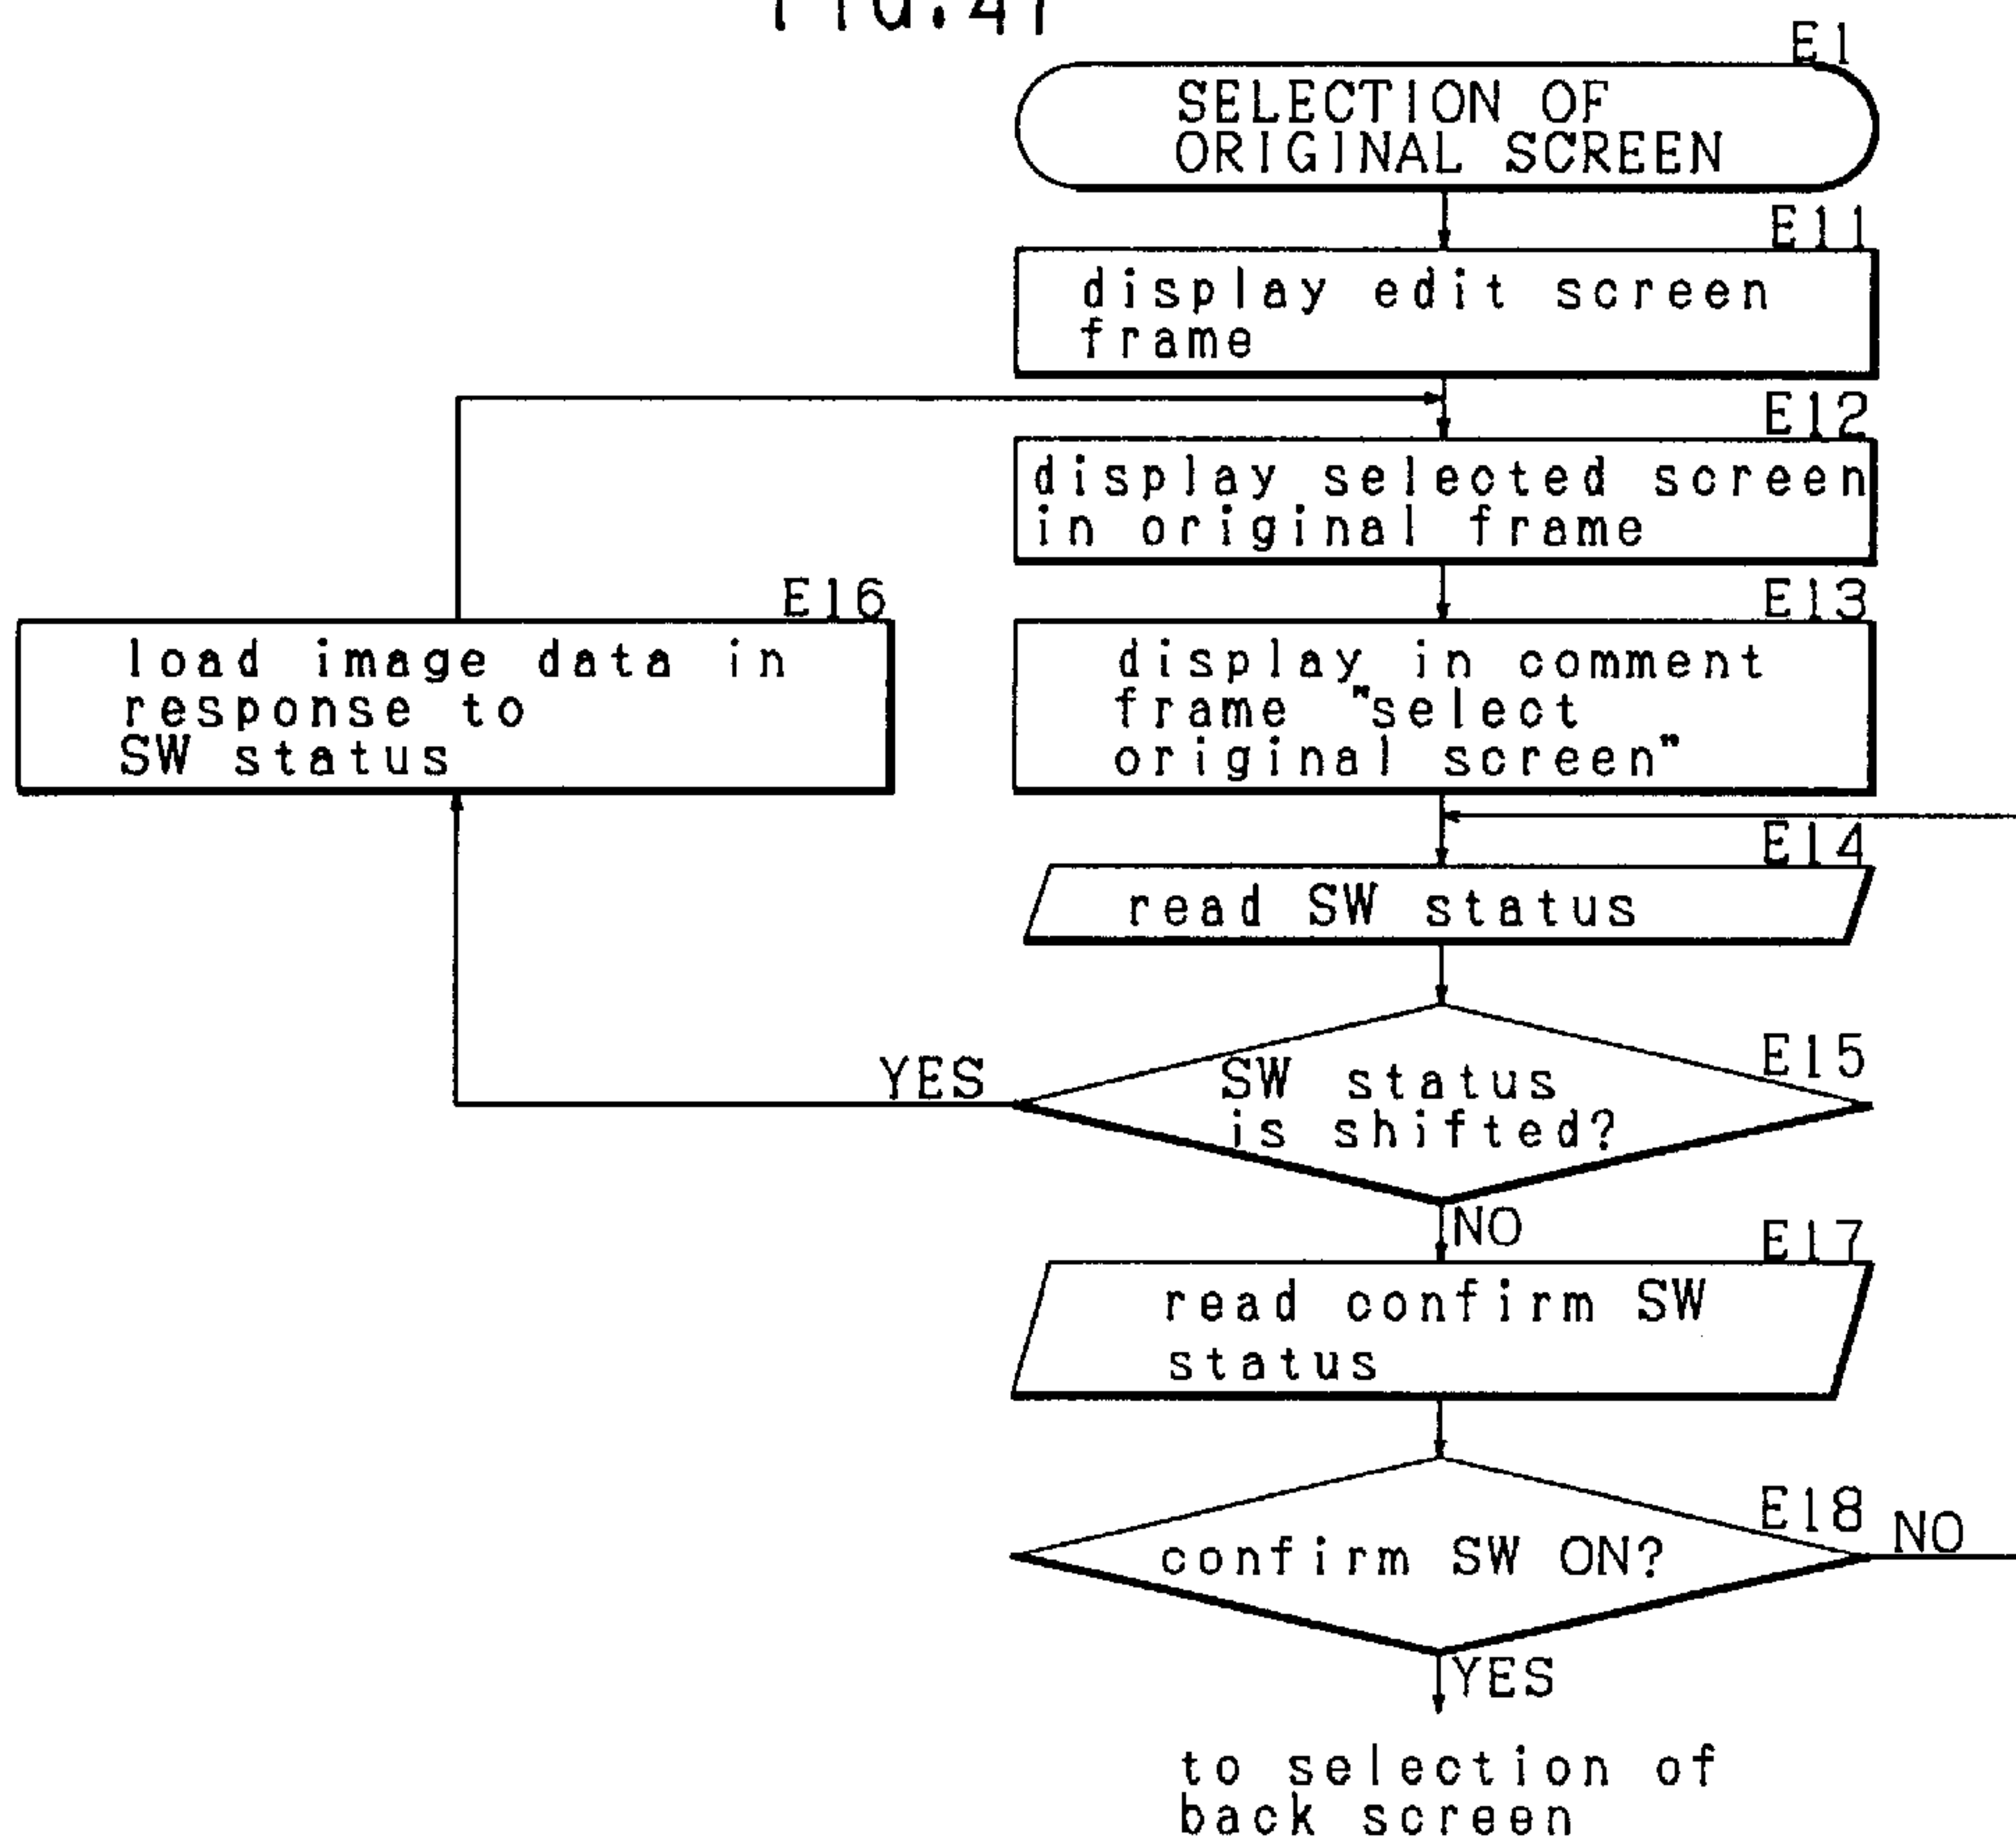 FIG.47
E1
SELECTION OF
ORIGINAL SCREEN
E11
display edit screen
frame
E12
display selected screen
in original frame
E16
load image data in
response to
SW status
E13
display in comment
frame "select
original screen"
E14
read SW status
E15
YES
SW status
is shifted?
NO
E17
read confirm SW
status
E18
NO
confirm SW ON?
YES
to selection of
back screen